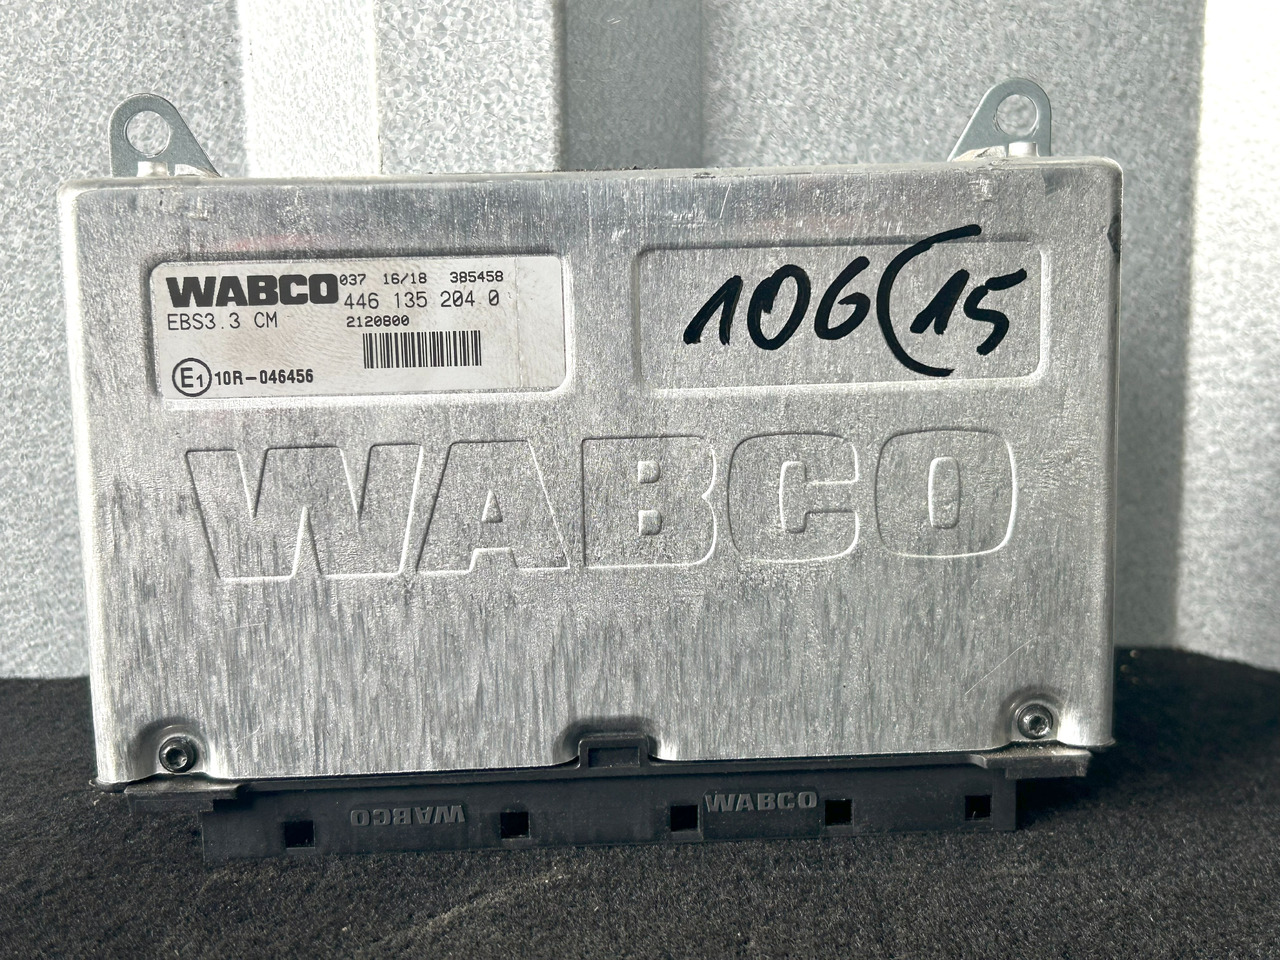 WABCO 037 16/18 385458
446 135 204 0
EBS3.3 CM 2120800
E1 10R-046456
106(15
WABCO
WABCO WABCO